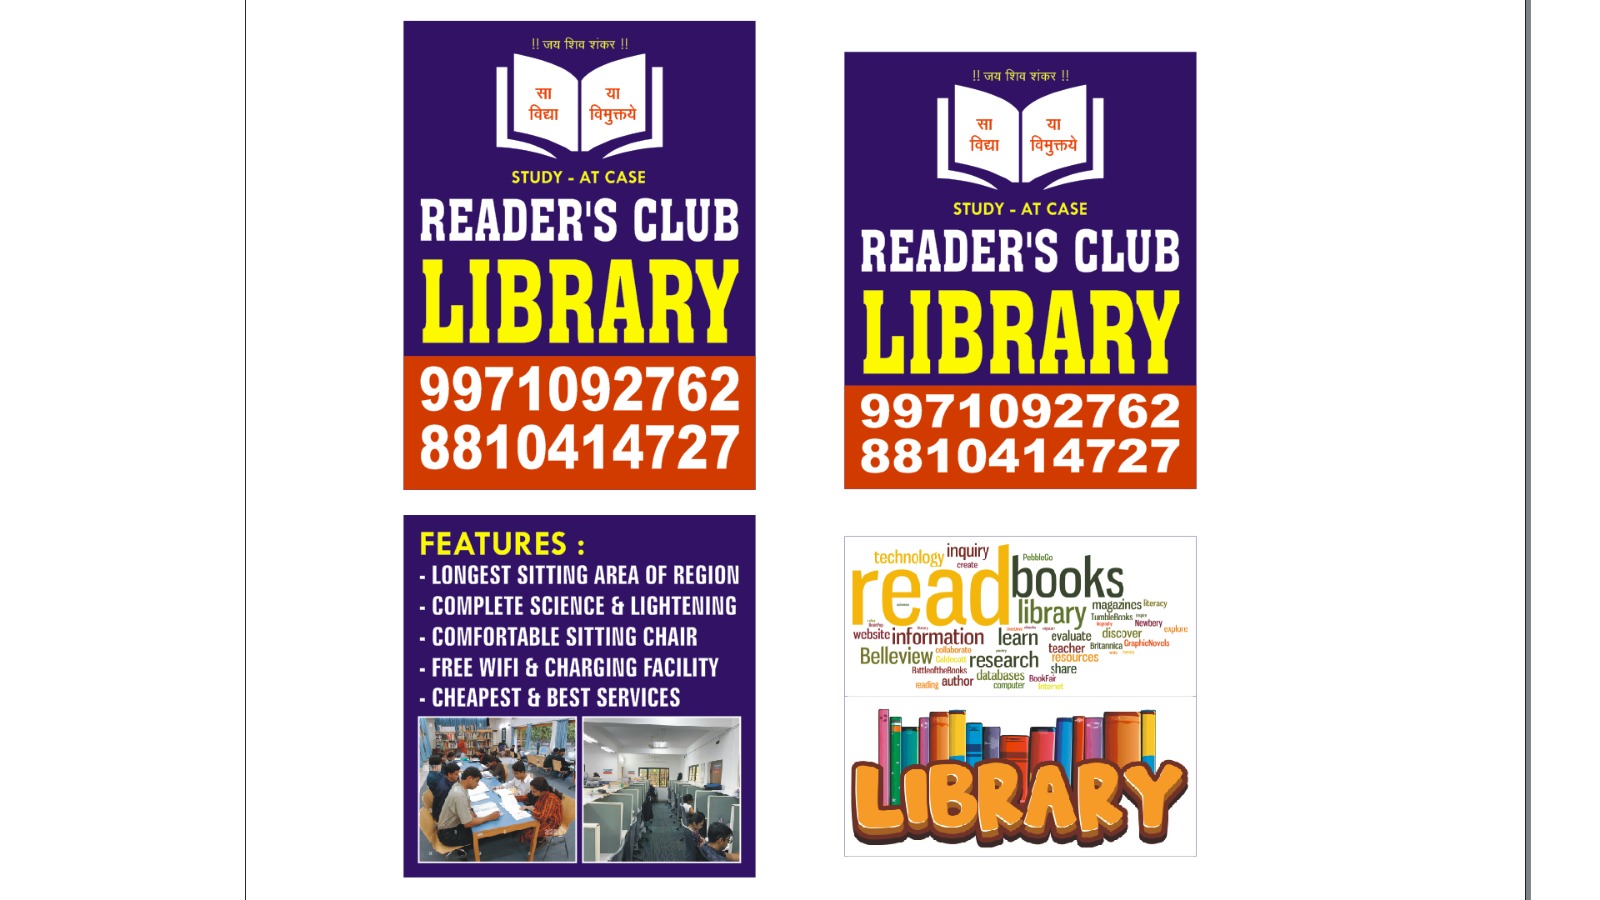 !! जय शिव शंकर !!
सा या
विद्या विमुक्तये
STUDY - AT CASE
READER'S CLUB
LIBRARY
9971092762
8810414727
!! जय शिव शंकर !!
सा या
विद्या विमुक्तये
STUDY - AT CASE
READER'S CLUB
LIBRARY
9971092762
8810414727
FEATURES :
- LONGEST SITTING AREA OF REGION
- COMPLETE SCIENCE & LIGHTENING
- COMFORTABLE SITTING CHAIR
- FREE WIFI & CHARGING FACILITY
- CHEAPEST & BEST SERVICES
technology inquiry PebbleGo
create
read books
library magazines literacy
TumbleBooks
Newbery
website information learn evaluate discover explore
teacher Britannica GraphicNovels
Belleview collaborate
Caldecott research resources
BattleoftheBooks share
databases BookFair
reading author computer internet
LIBRARY